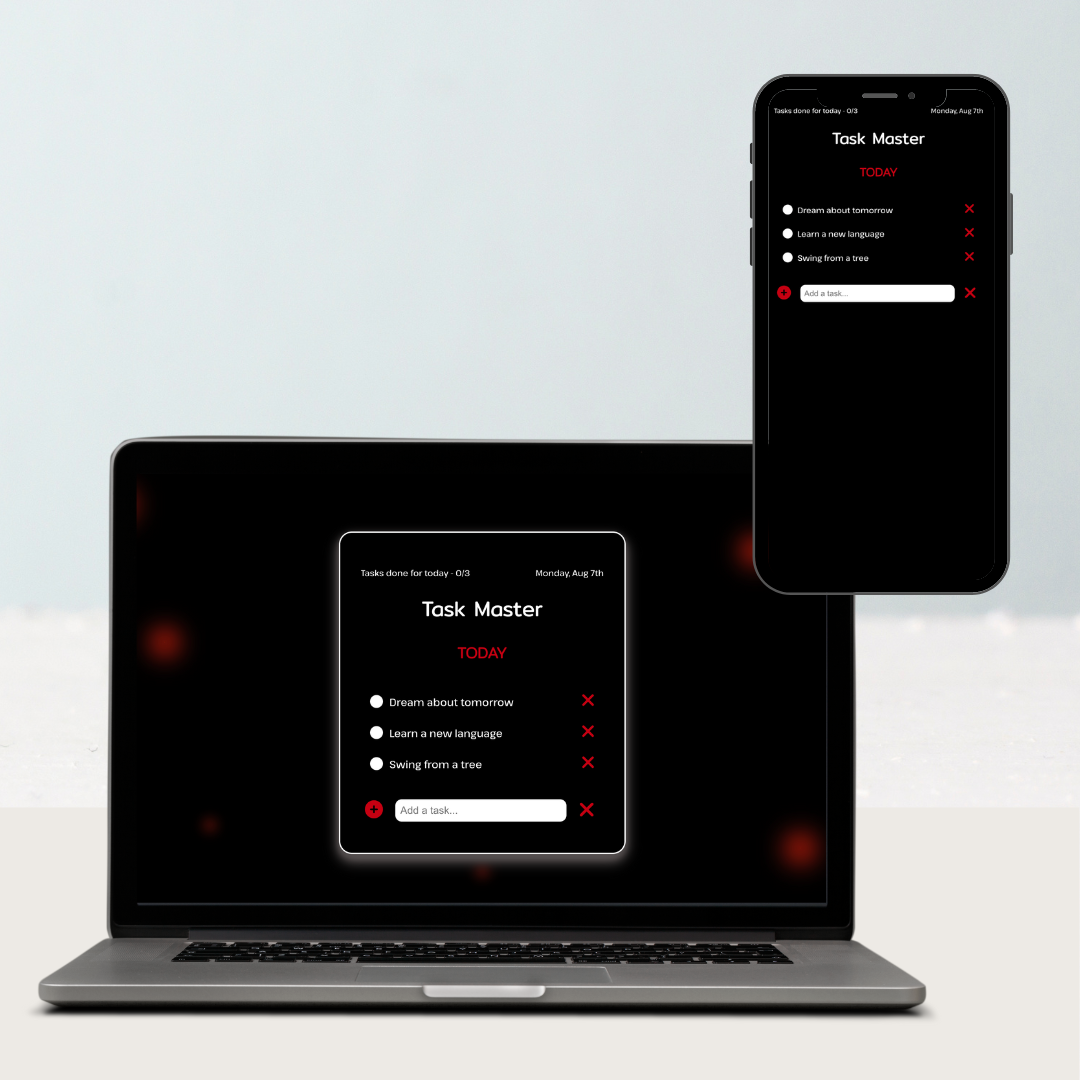 Tasks done for today - 0/3
Monday, Aug 7th
Task Master
TODAY
Dream about tomorrow
Learn a new language
Swing from a tree
Add a task...
Tasks done for today - 0/3
Monday, Aug 7th
Task Master
TODAY
Dream about tomorrow
Learn a new language
Swing from a tree
Add a task...